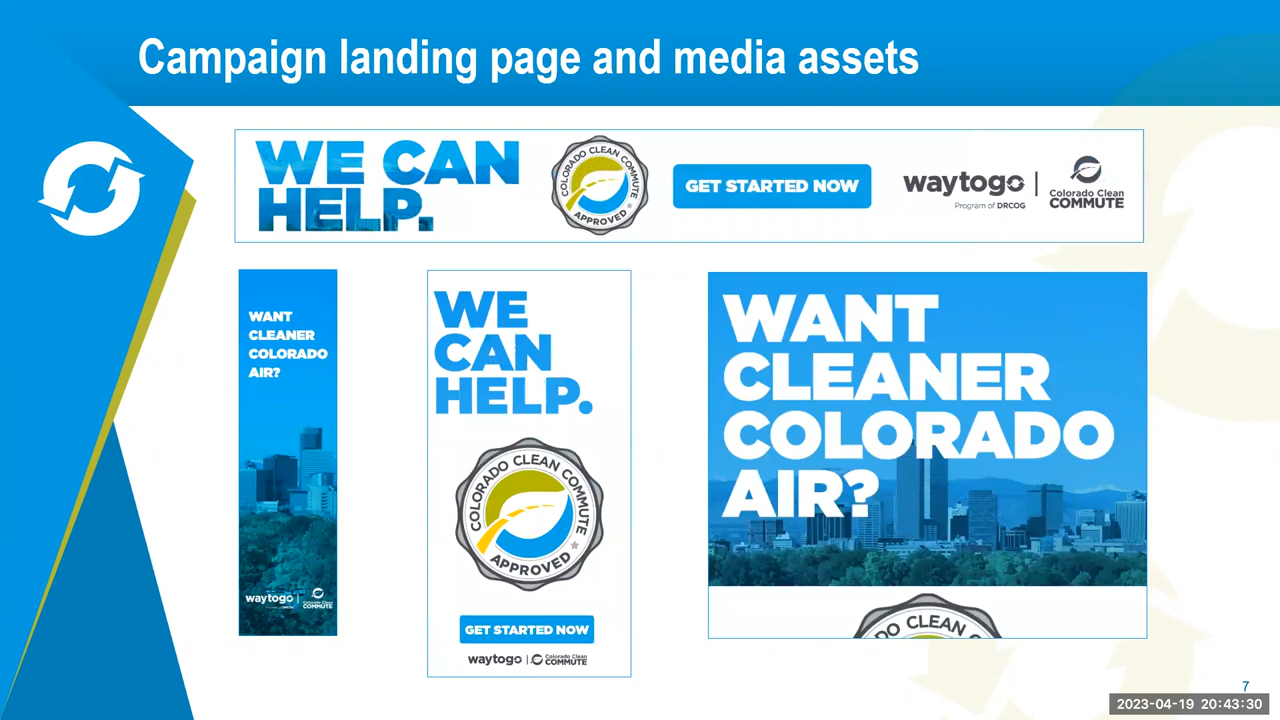 Campaign landing page and media assets
WE CAN
HELP.
COLORADO CLEAN COMMUTE
APPROVED
GET STARTED NOW
waytogo
Program of DRCOG
Colorado Clean
COMMUTE
WANT
CLEANER
COLORADO
AIR?
waytogo
Colorado Clean
COMMUTE
WE
CAN
HELP.
COLORADO CLEAN COMMUTE
APPROVED
GET STARTED NOW
waytogo
Colorado Clean
COMMUTE
WANT
CLEANER
COLORADO
AIR?
DO CLEAN C
7
2023-04-19 20:43:30